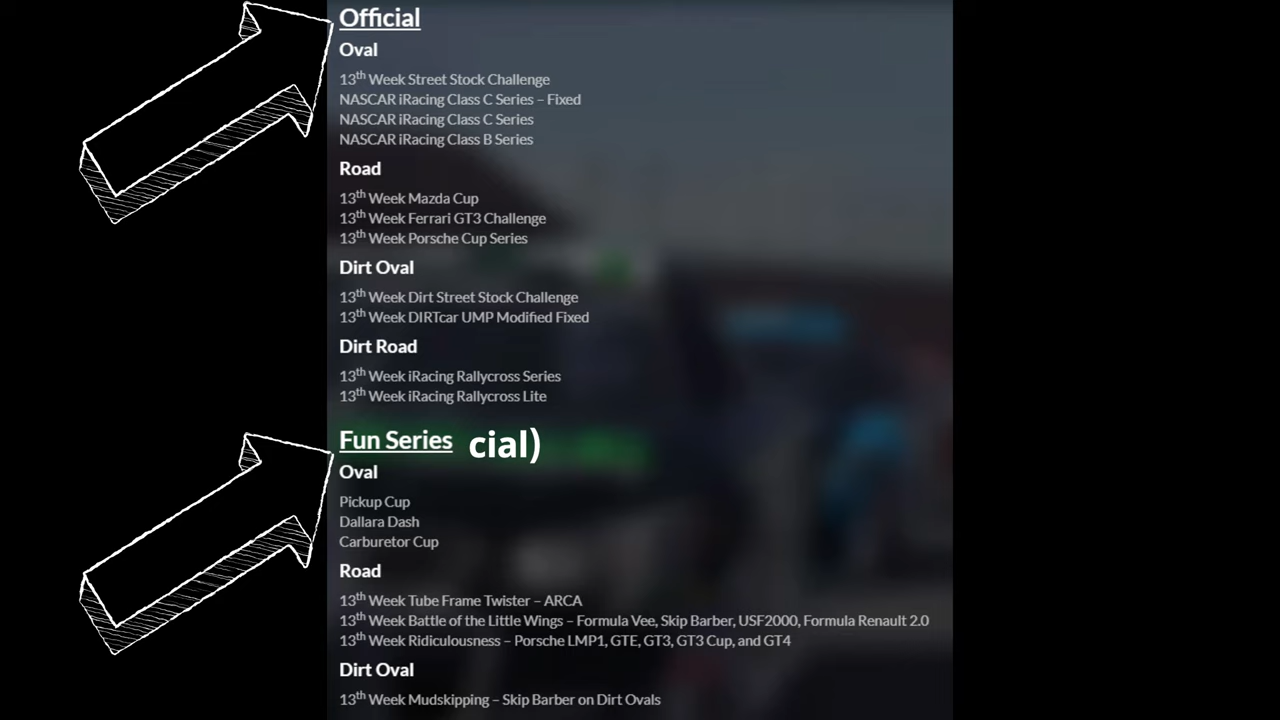 Official
Oval
13th Week Street Stock Challenge
NASCAR iRacing Class C Series – Fixed
NASCAR iRacing Class C Series
NASCAR iRacing Class B Series
Road
13th Week Mazda Cup
13th Week Ferrari GT3 Challenge
13th Week Porsche Cup Series
Dirt Oval
13th Week Dirt Street Stock Challenge
13th Week DIRTcar UMP Modified Fixed
Dirt Road
13th Week iRacing Rallycross Series
13th Week iRacing Rallycross Lite
Fun Series cial)
Oval
Pickup Cup
Dallara Dash
Carburetor Cup
Road
13th Week Tube Frame Twister – ARCA
13th Week Battle of the Little Wings – Formula Vee, Skip Barber, USF2000, Formula Renault 2.0
13th Week Ridiculousness – Porsche LMP1, GTE, GT3, GT3 Cup, and GT4
Dirt Oval
13th Week Mudskipping – Skip Barber on Dirt Ovals